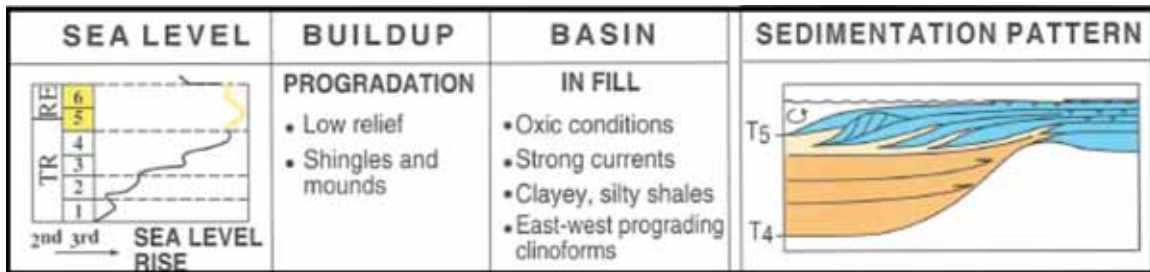 SEA LEVEL
BUILDUP
BASIN
SEDIMENTATION PATTERN
RE
TR
6
5
4
3
2
1
2nd 3rd
SEA LEVEL
RISE
PROGRADATION
• Low relief
• Shingles and
mounds
IN FILL
• Oxic conditions
• Strong currents
• Clayey, silty shales
• East-west prograding
clinoforms
T5
T4